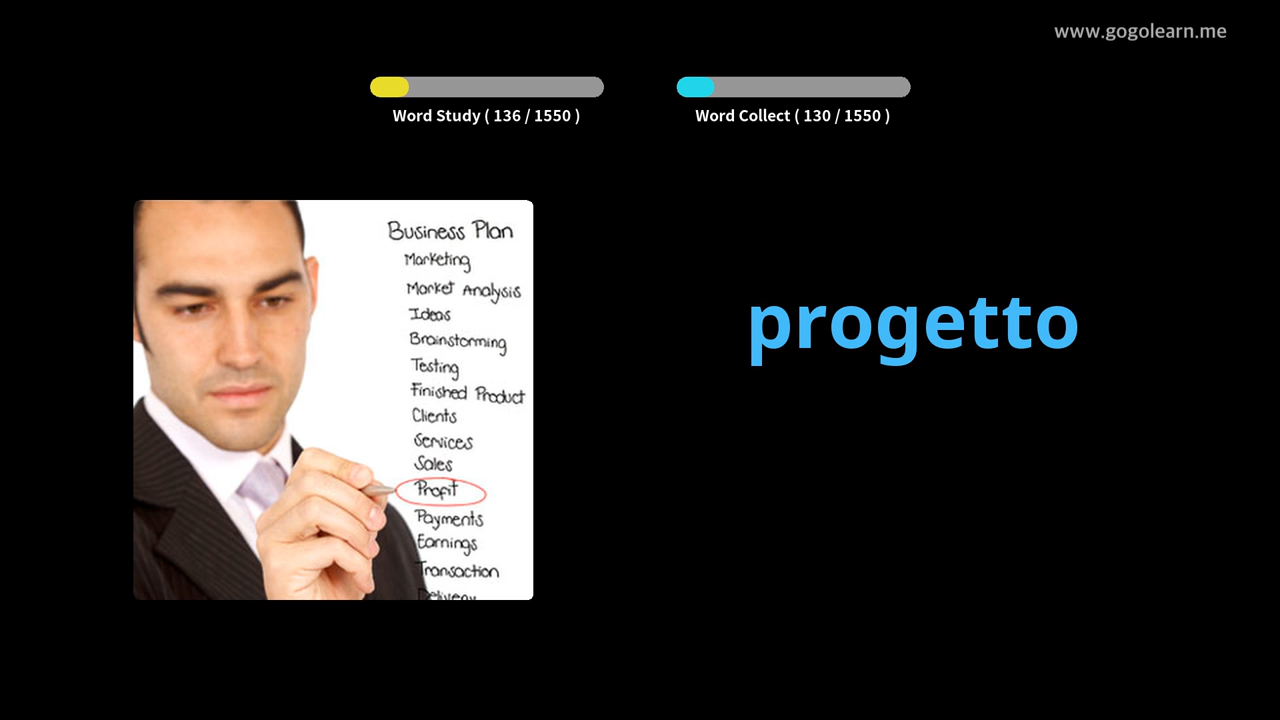 www.gogolearn.me
Word Study ( 136 / 1550 )
Word Collect ( 130 / 1550 )
Business Plan
Marketing
Market Analysis
Ideas
Brainstorming
Testing
Finished Product
Clients
Services
Sales
Profit
Payments
Earnings
Transaction
Delivery
progetto